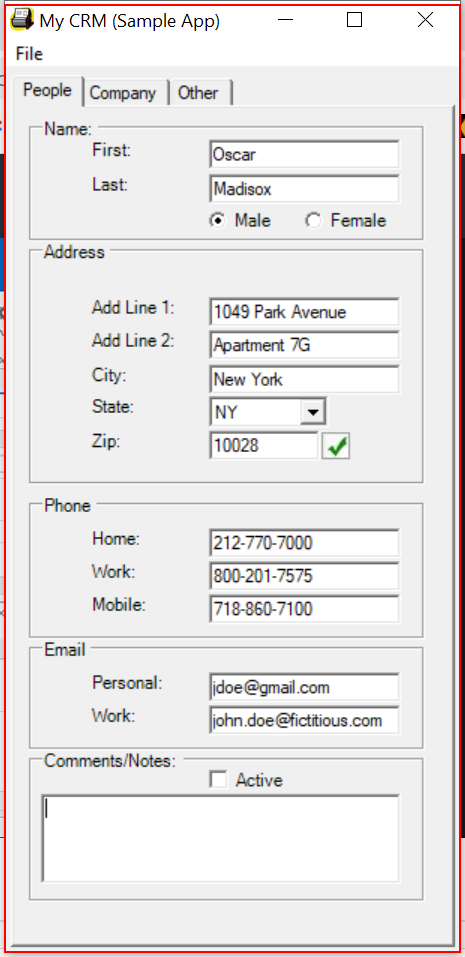 My CRM (Sample App)
File
People Company Other
Name:
First: Oscar
Last: Madisox
Male Female
Address
Add Line 1: 1049 Park Avenue
Add Line 2: Apartment 7G
City: New York
State: NY
Zip: 10028
Phone
Home: 212-770-7000
Work: 800-201-7575
Mobile: 718-860-7100
Email
Personal: jdoe@gmail.com
Work: john.doe@fictitious.com
Comments/Notes:
Active